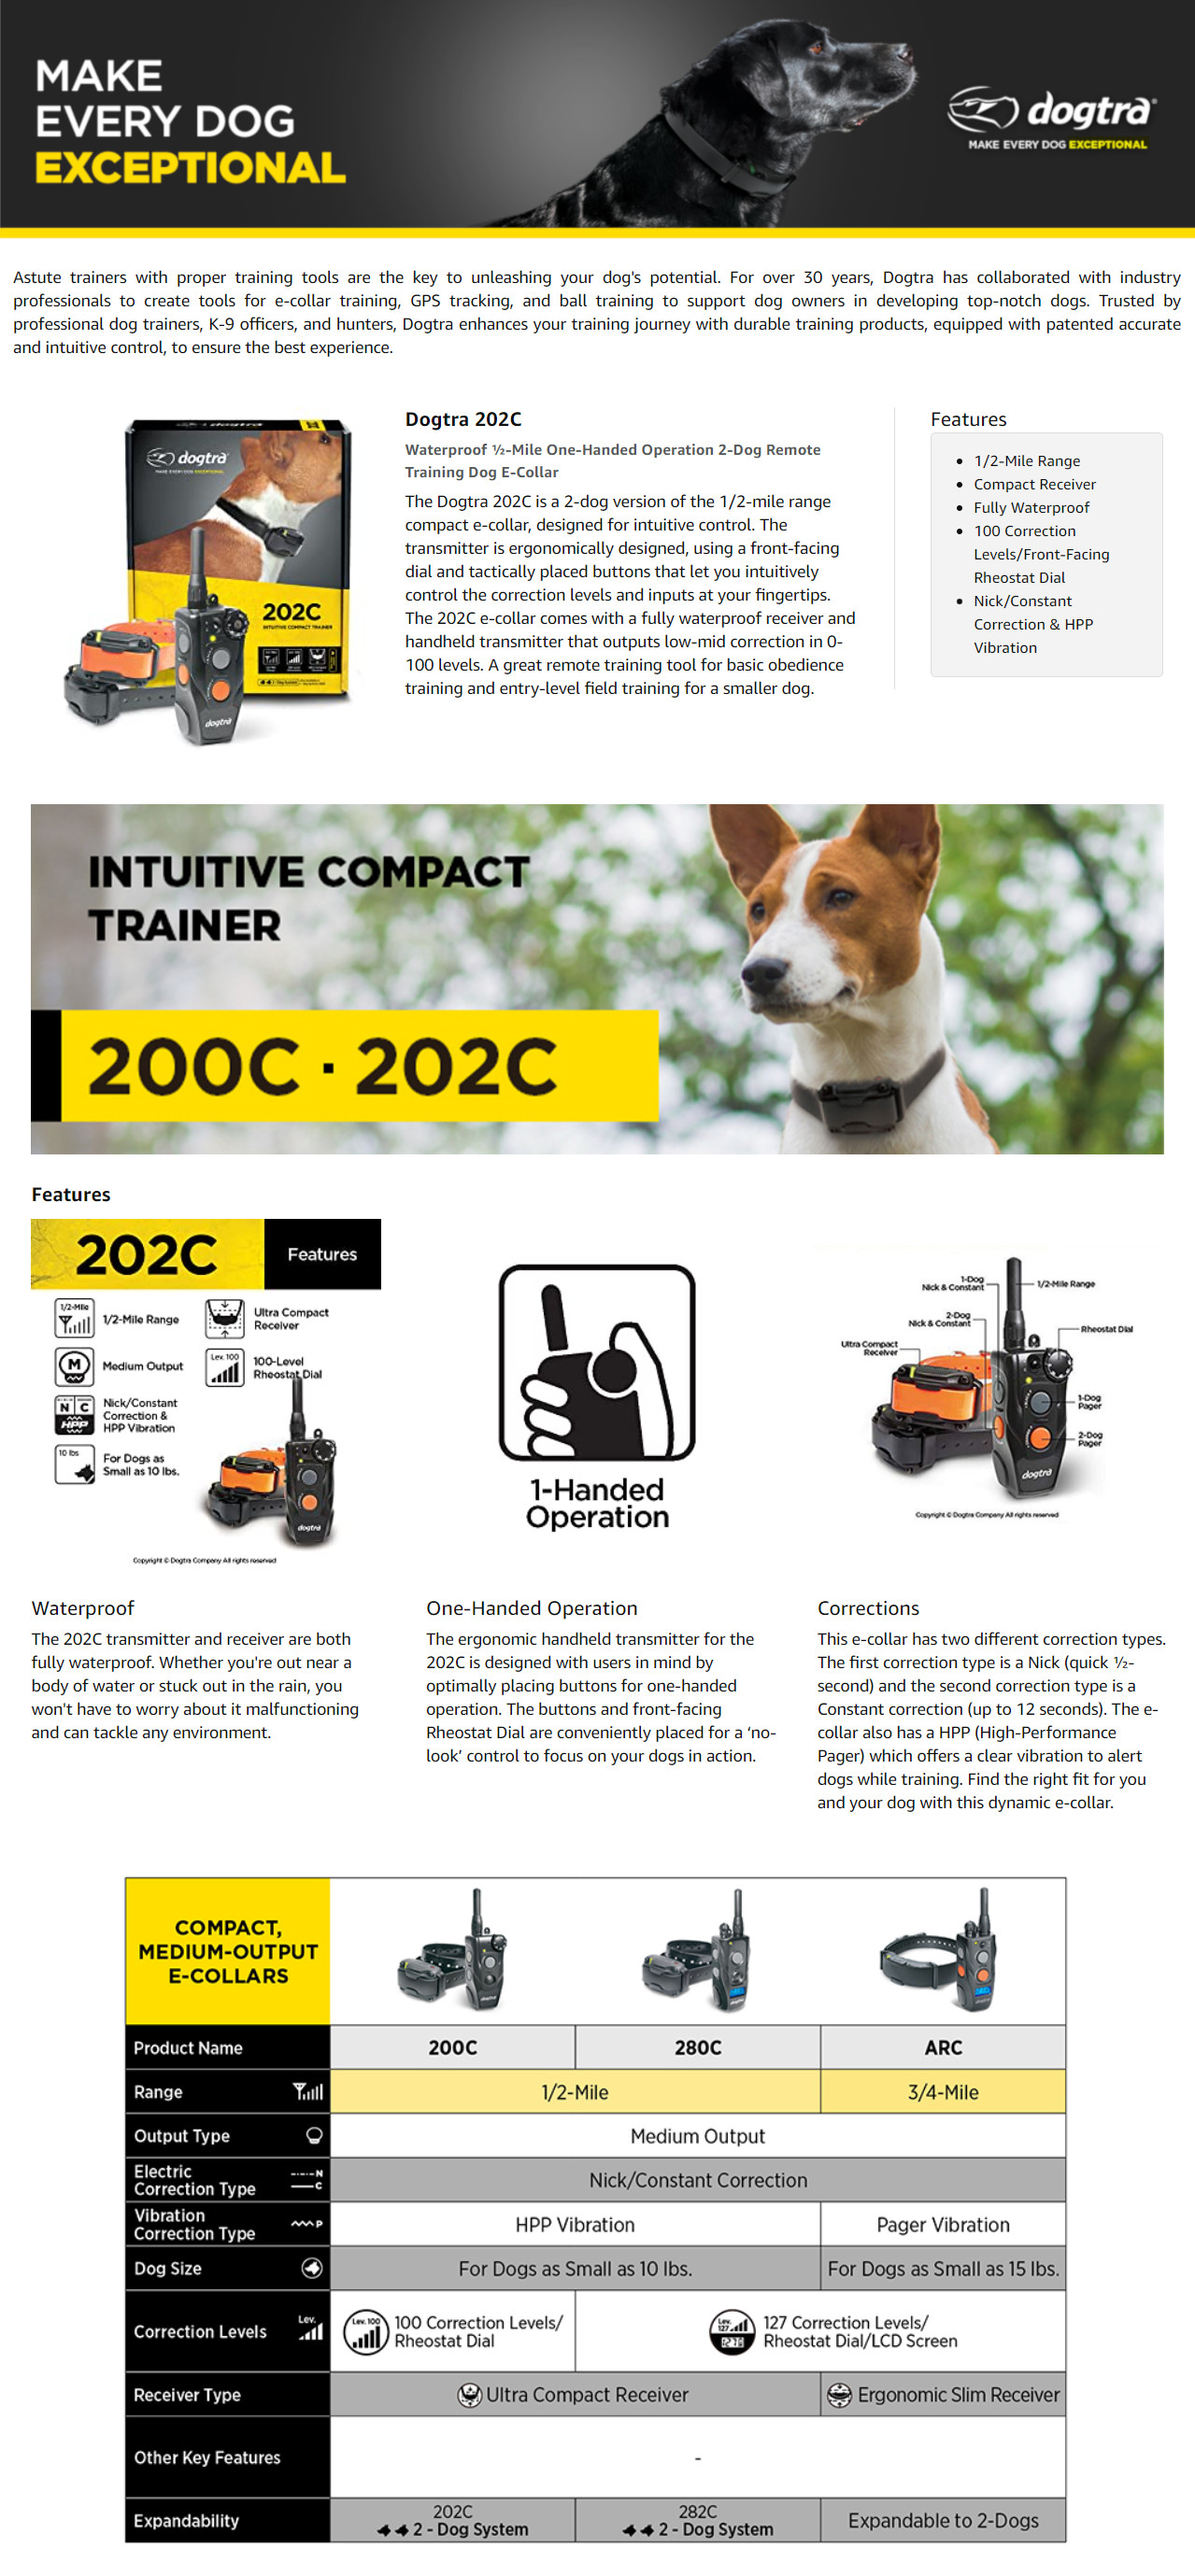 MAKE
EVERY DOG
EXCEPTIONAL
dogtra
MAKE EVERY DOG EXCEPTIONAL
Astute trainers with proper training tools are the key to unleashing your dog's potential. For over 30 years, Dogtra has collaborated with industry
professionals to create tools for e-collar training, GPS tracking, and ball training to support dog owners in developing top-notch dogs. Trusted by
professional dog trainers, K-9 officers, and hunters, Dogtra enhances your training journey with durable training products, equipped with patented accurate
and intuitive control, to ensure the best experience.
dogtra
dogtra
MAKE EVERY DOG EXCEPTIONAL
202C
INTUITIVE COMPACT TRAINER
dogtra
Dogtra 202C
Waterproof ½-Mile One-Handed Operation 2-Dog Remote
Training Dog E-Collar
The Dogtra 202C is a 2-dog version of the 1/2-mile range
compact e-collar, designed for intuitive control. The
transmitter is ergonomically designed, using a front-facing
dial and tactically placed buttons that let you intuitively
control the correction levels and inputs at your fingertips.
The 202C e-collar comes with a fully waterproof receiver and
handheld transmitter that outputs low-mid correction in 0-
100 levels. A great remote training tool for basic obedience
training and entry-level field training for a smaller dog.
Features
• 1/2-Mile Range
• Compact Receiver
• Fully Waterproof
• 100 Correction
Levels/Front-Facing
Rheostat Dial
• Nick/Constant
Correction & HPP
Vibration
INTUITIVE COMPACT
TRAINER
200C · 202C
Features
202C
Features
1/2-Mile
1/2-Mile Range
Ultra Compact
Receiver
M
Medium Output
Lev. 100
100-Level
Rheostat Dial
N C
HPP
Nick/Constant
Correction &
HPP Vibration
10 lbs
For Dogs as
Small as 10 lbs.
dogtra
Copyright © Dogtra Company All rights reserved
1-Handed
Operation
1-Dog
Nick & Constant
1/2-Mile Range
2-Dog
Nick & Constant
Rheostat Dial
Ultra Compact
Receiver
1-Dog
Pager
2-Dog
Pager
dogtra
Copyright © Dogtra Company All rights reserved
Waterproof
The 202C transmitter and receiver are both
fully waterproof. Whether you're out near a
body of water or stuck out in the rain, you
won't have to worry about it malfunctioning
and can tackle any environment.
One-Handed Operation
The ergonomic handheld transmitter for the
202C is designed with users in mind by
optimally placing buttons for one-handed
operation. The buttons and front-facing
Rheostat Dial are conveniently placed for a ‘no-
look’ control to focus on your dogs in action.
Corrections
This e-collar has two different correction types.
The first correction type is a Nick (quick ½-
second) and the second correction type is a
Constant correction (up to 12 seconds). The e-
collar also has a HPP (High-Performance
Pager) which offers a clear vibration to alert
dogs while training. Find the right fit for you
and your dog with this dynamic e-collar.
COMPACT,
MEDIUM-OUTPUT
E-COLLARS
Product Name 200C 280C ARC
Range 1/2-Mile 3/4-Mile
Output Type Medium Output
Electric
Correction Type
N
C
Nick/Constant Correction
Vibration
Correction Type
P
HPP Vibration Pager Vibration
Dog Size For Dogs as Small as 10 lbs. For Dogs as Small as 15 lbs.
Correction Levels
Lev.
Lev. 100
100 Correction Levels/
Rheostat Dial
Lev.
127
127 Correction Levels/
Rheostat Dial/LCD Screen
Receiver Type Ultra Compact Receiver Ergonomic Slim Receiver
Other Key Features -
Expandability
202C
2 - Dog System
282C
2 - Dog System
Expandable to 2-Dogs